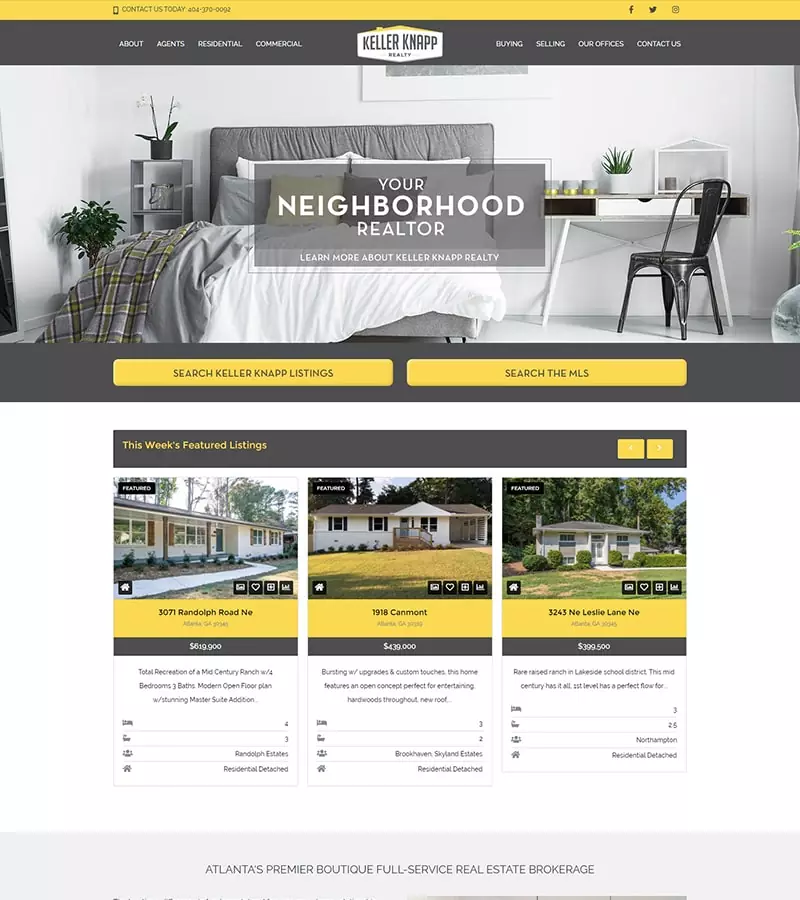 CONTACT US TODAY: 404-370-0092
ABOUT AGENTS RESIDENTIAL COMMERCIAL
KELLER KNAPP
REALTY
BUYING SELLING OUR OFFICES CONTACT US
YOUR
NEIGHBORHOOD
REALTOR
LEARN MORE ABOUT KELLER KNAPP REALTY
SEARCH KELLER KNAPP LISTINGS
SEARCH THE MLS
This Week's Featured Listings
FEATURED
3071 Randolph Road Ne
Atlanta, GA 30345
$619,900
Total Recreation of a Mid Century Ranch w/4
Bedrooms 3 Baths. Modern Open Floor plan
w/stunning Master Suite Addition...
4
3
Randolph Estates
Residential Detached
FEATURED
1918 Canmont
Atlanta, GA 30319
$439,000
Bursting w/ upgrades & custom touches, this home
features an open concept perfect for entertaining,
hardwoods throughout, new roof,...
3
2
Brookhaven, Skyland Estates
Residential Detached
FEATURED
3243 Ne Leslie Lane Ne
Atlanta, GA 30345
$399,500
Rare raised ranch in Lakeside school district. This mid
century has it all; 1st level has a perfect flow for...
3
2.5
Northampton
Residential Detached
ATLANTA'S PREMIER BOUTIQUE FULL-SERVICE REAL ESTATE BROKERAGE